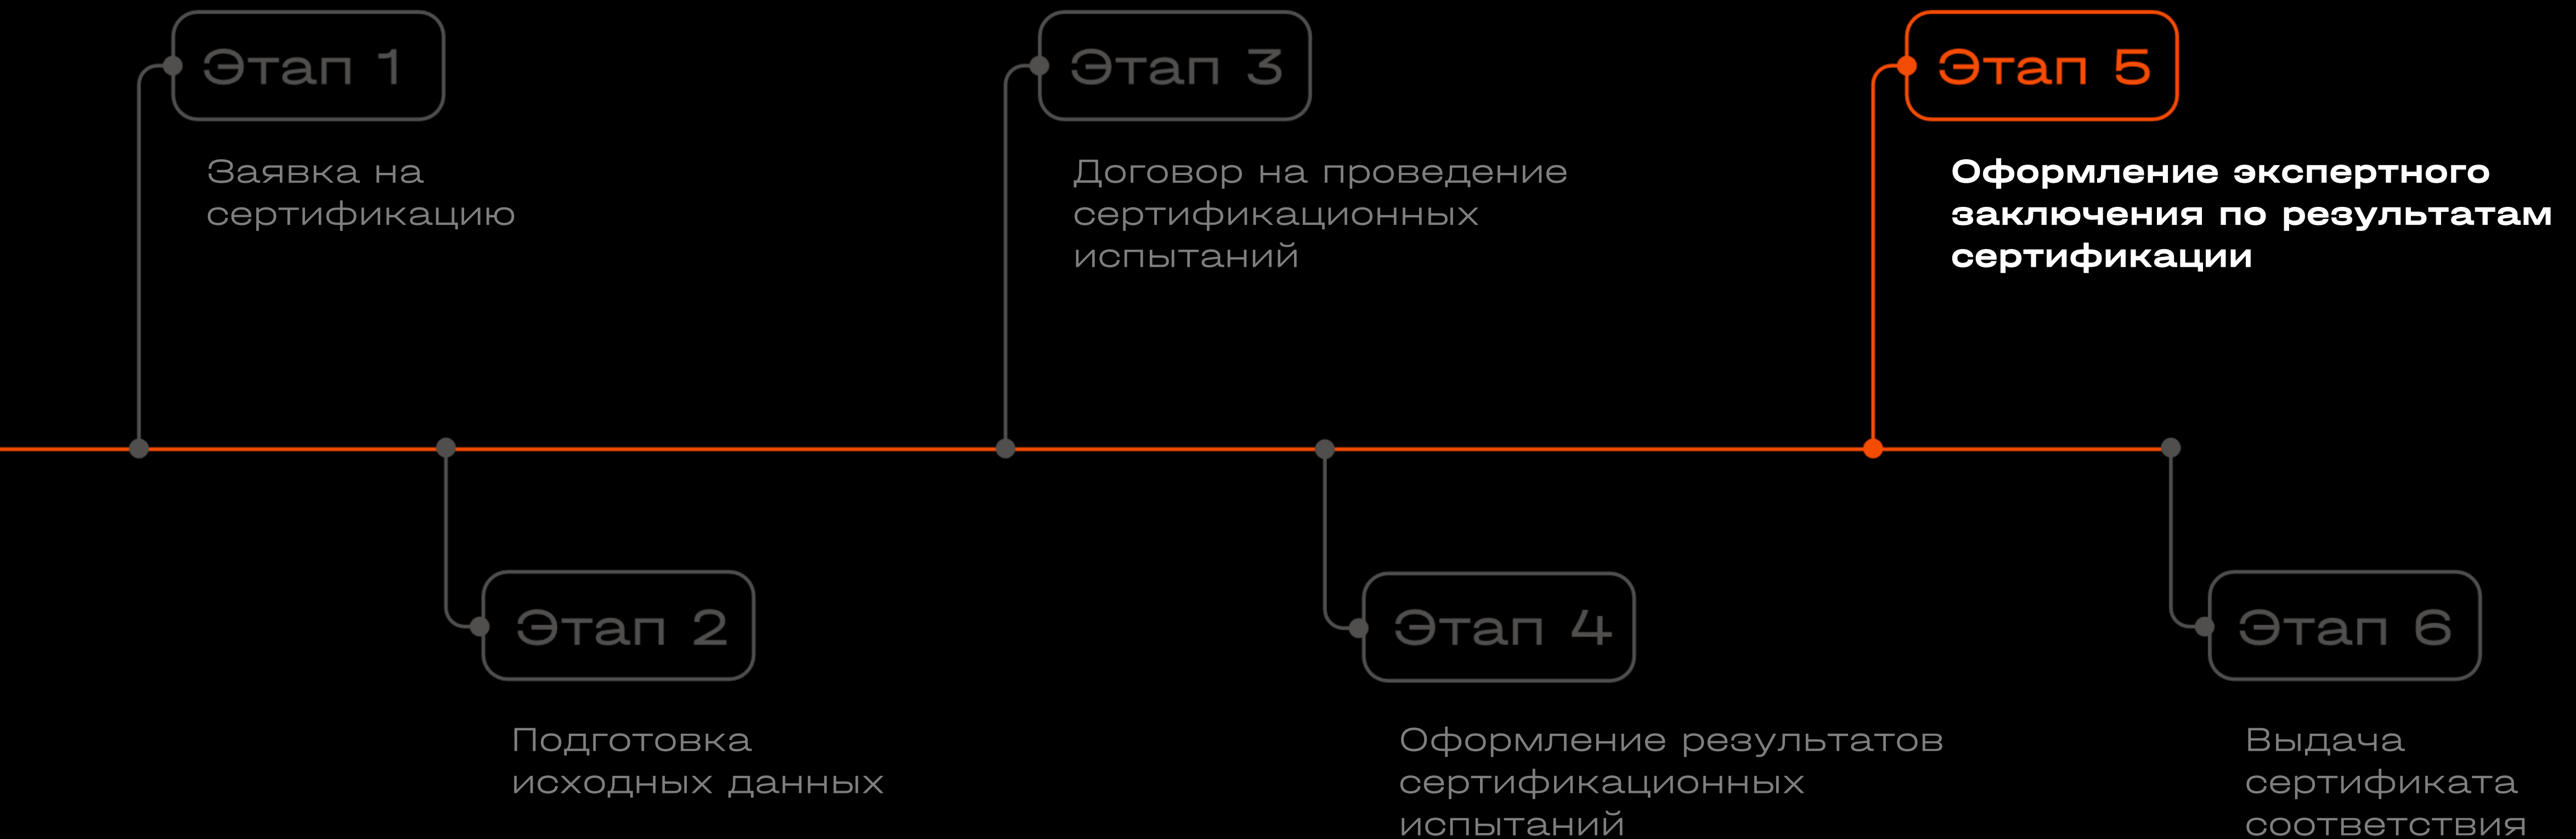 Этап 1
Заявка на
сертификацию
Этап 2
Подготовка
исходных данных
Этап 3
Договор на проведение
сертификационных
испытаний
Этап 4
Оформление результатов
сертификационных
испытаний
Этап 5
Оформление экспертного
заключения по результатам
сертификации
Этап 6
Выдача
сертификата
соответствия